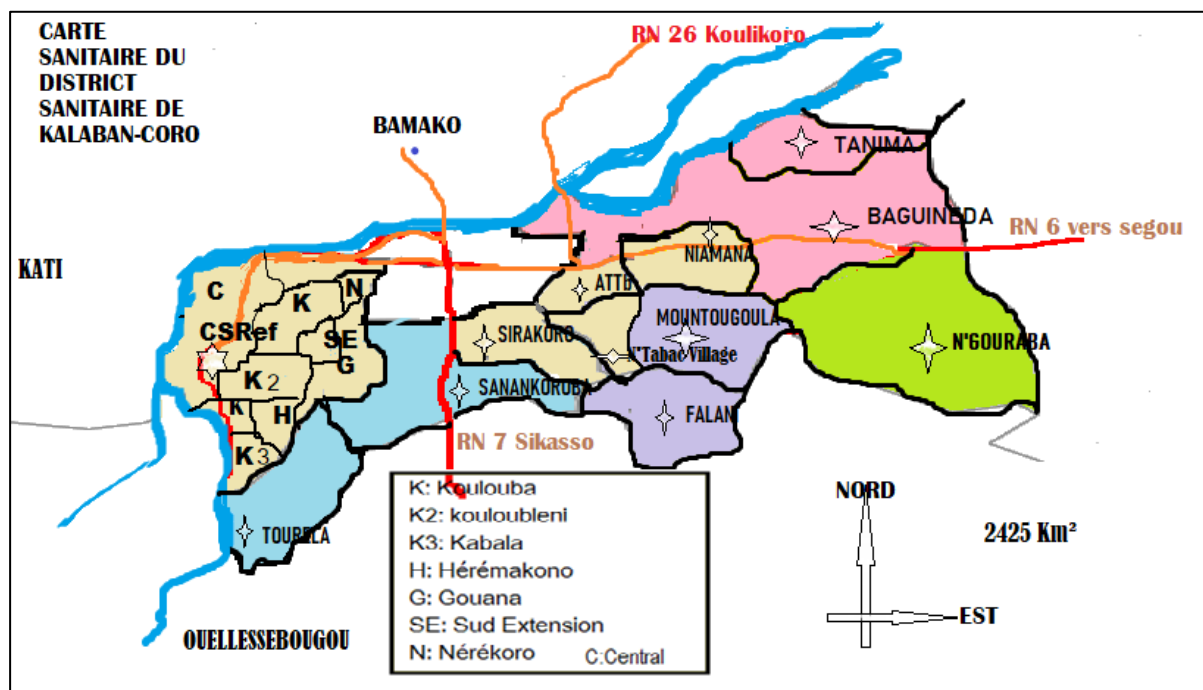 CARTE
SANITAIRE DU
DISTRICT
SANITAIRE DE
KALABAN-CORO
RN 26 Koulikoro
BAMAKO
TANIMA
BAGUINEDA
RN 6 vers segou
KATI
NIAMANA
C
K
N
ATTB
CSRef
SE
G
SIRAKORO
MOUNTOUGOULA
N'GOURABA
N'Tabac Village
K2
SANANKOROBA
K
H
FALANI
K3
RN 7 Sikasso
TOURELA
OUELLESSEBOUGOU
K: Koulouba
K2: kouloubleni
K3: Kabala
H: Hérémakono
G: Gouana
SE: Sud Extension
N: Nérékoro C:Central
NORD
2425 Km²
EST